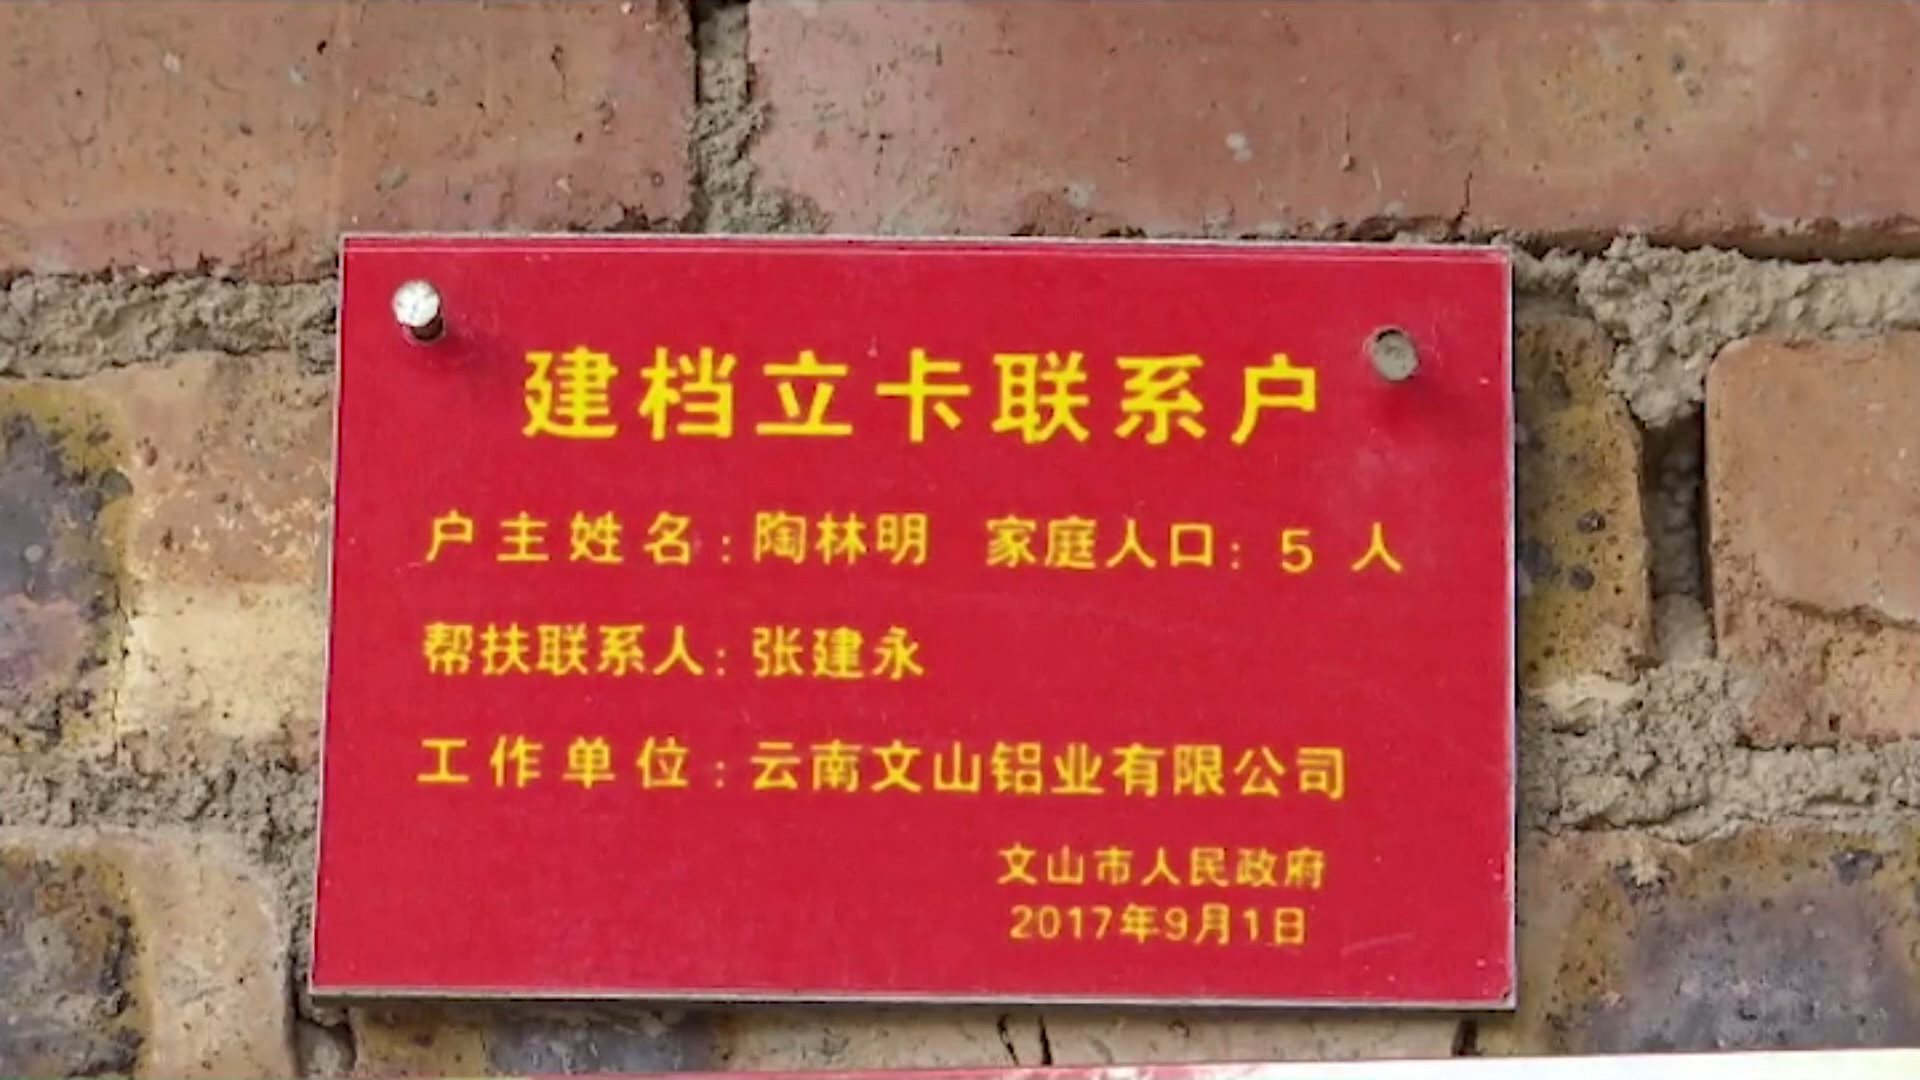 建档立卡联系户
户主姓名：陶林明 家庭人口：5 人
帮扶联系人：张建永
工作单位：云南文山铝业有限公司
文山市人民政府
2017年9月1日